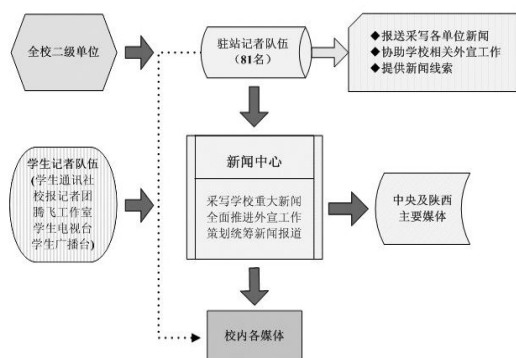 全校二级单位
驻站记者队伍
（81名）
◆报送采写各单位新闻
◆协助学校相关外宣工作
◆提供新闻线索
学生记者队伍
(学生通讯社
校报记者团
腾飞工作室
学生电视台
学生广播台)
新闻中心
采写学校重大新闻
全面推进外宣工作
策划统筹新闻报道
中央及陕西
主要媒体
校内各媒体